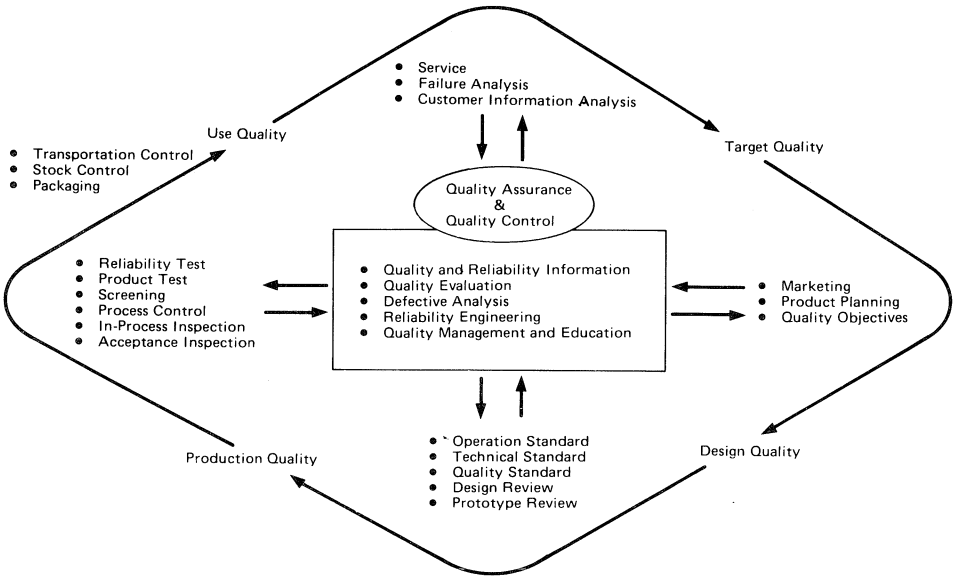 ● Service
● Failure Analysis
● Customer Information Analysis
Use Quality
Target Quality
● Transportation Control
● Stock Control
● Packaging
Quality Assurance
&
Quality Control
● Reliability Test
● Product Test
● Screening
● Process Control
● In-Process Inspection
● Acceptance Inspection
● Quality and Reliability Information
● Quality Evaluation
● Defective Analysis
● Reliability Engineering
● Quality Management and Education
● Marketing
● Product Planning
● Quality Objectives
Production Quality
● Operation Standard
● Technical Standard
● Quality Standard
● Design Review
● Prototype Review
Design Quality